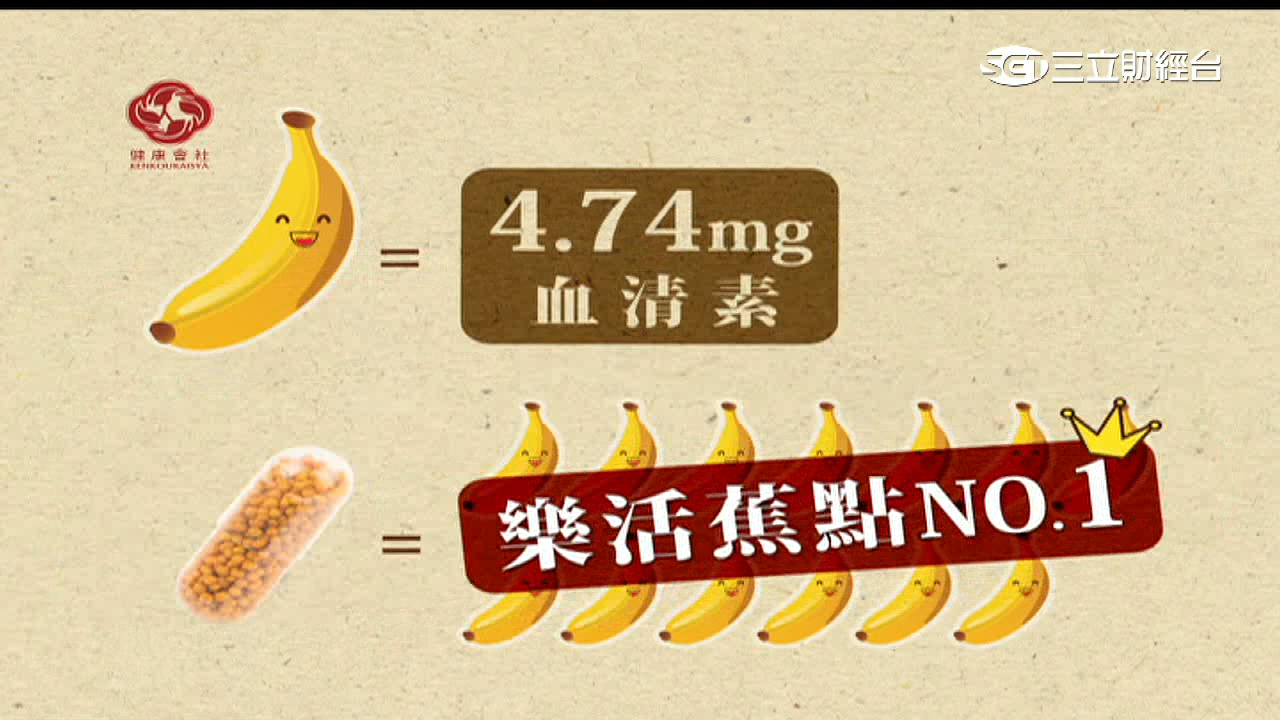 SET三立財經台
健康會社
KENKOUKAISYA
=
4.74mg
血清素
=
樂活蕉點NO.1